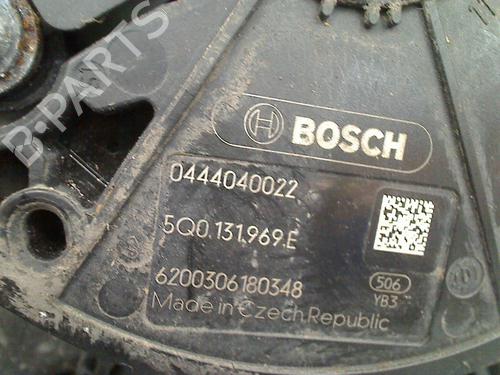 B-PARTS
BOSCH
0444040022
5Q0.131.969.E
6200306180348
506
YB3
Made in Czech Republic